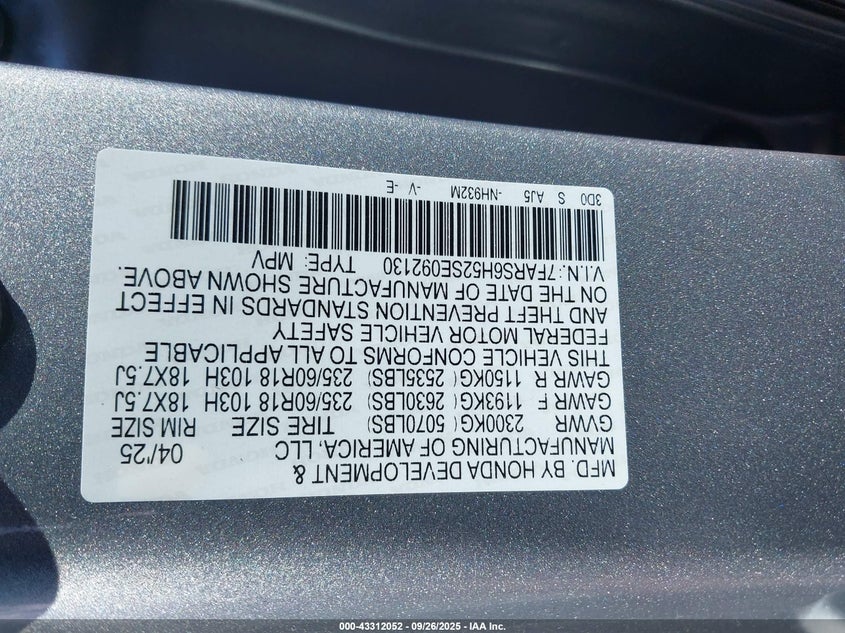 MFD. BY HONDA DEVELOPMENT &
MANUFACTURING OF AMERICA, LLC 04/'25
GVWR 2300KG ( 5070LBS) TIRE SIZE RIM SIZE
GAWR F 1193KG ( 2630LBS) 235/60R18 103H 18X7.5J
GAWR R 1150KG ( 2535LBS) 235/60R18 103H 18X7.5J
THIS VEHICLE CONFORMS TO ALL APPLICABLE
FEDERAL MOTOR VEHICLE SAFETY
AND THEFT PREVENTION STANDARDS IN EFFECT
ON THE DATE OF MANUFACTURE SHOWN ABOVE.
V.I.N.: 7FARS6H52SE092130 TYPE: MPV
3D0 S AJ5 -NH932M -V -E
000-43312052 - 09/26/2025 - IAA Inc.